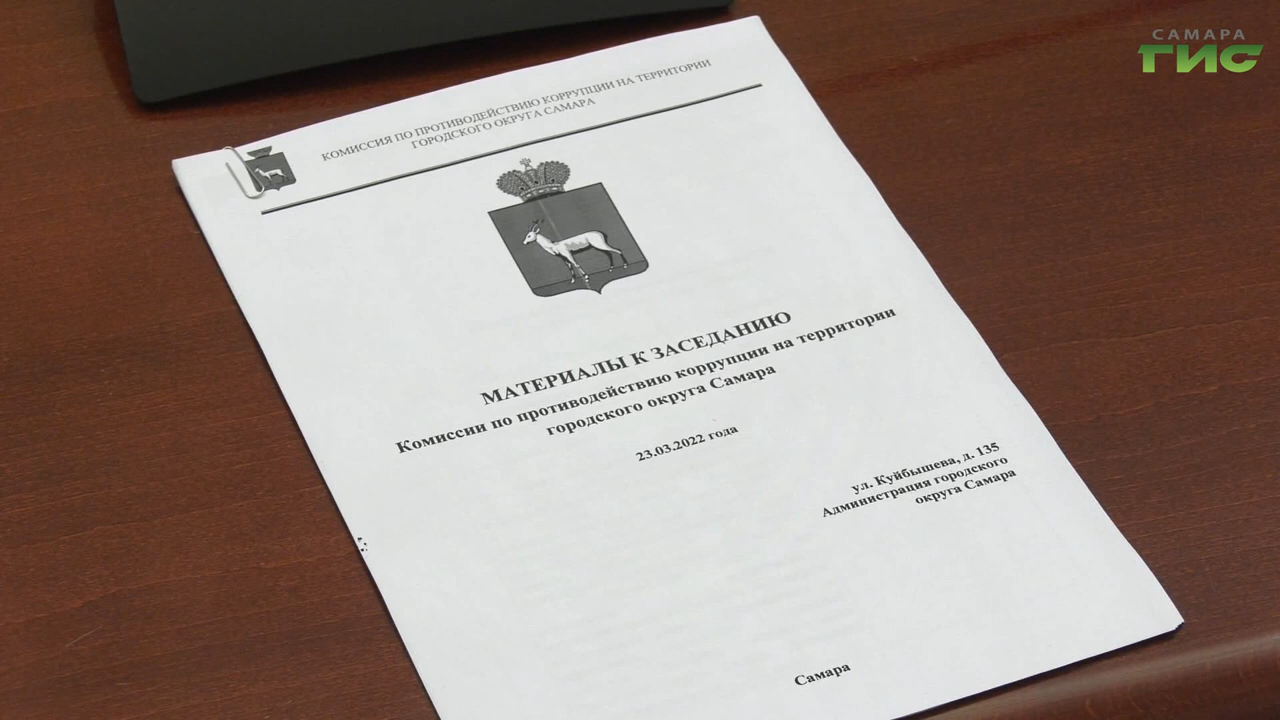 САМАРА
ГИС
КОМИССИЯ ПО ПРОТИВОДЕЙСТВИЮ КОРРУПЦИИ НА ТЕРРИТОРИИ
ГОРОДСКОГО ОКРУГА САМАРА
МАТЕРИАЛЫ К ЗАСЕДАНИЮ
Комиссии по противодействию коррупции на территории
городского округа Самара
23.03.2022 года
ул. Куйбышева, д. 135
Администрация городского
округа Самара
Самара